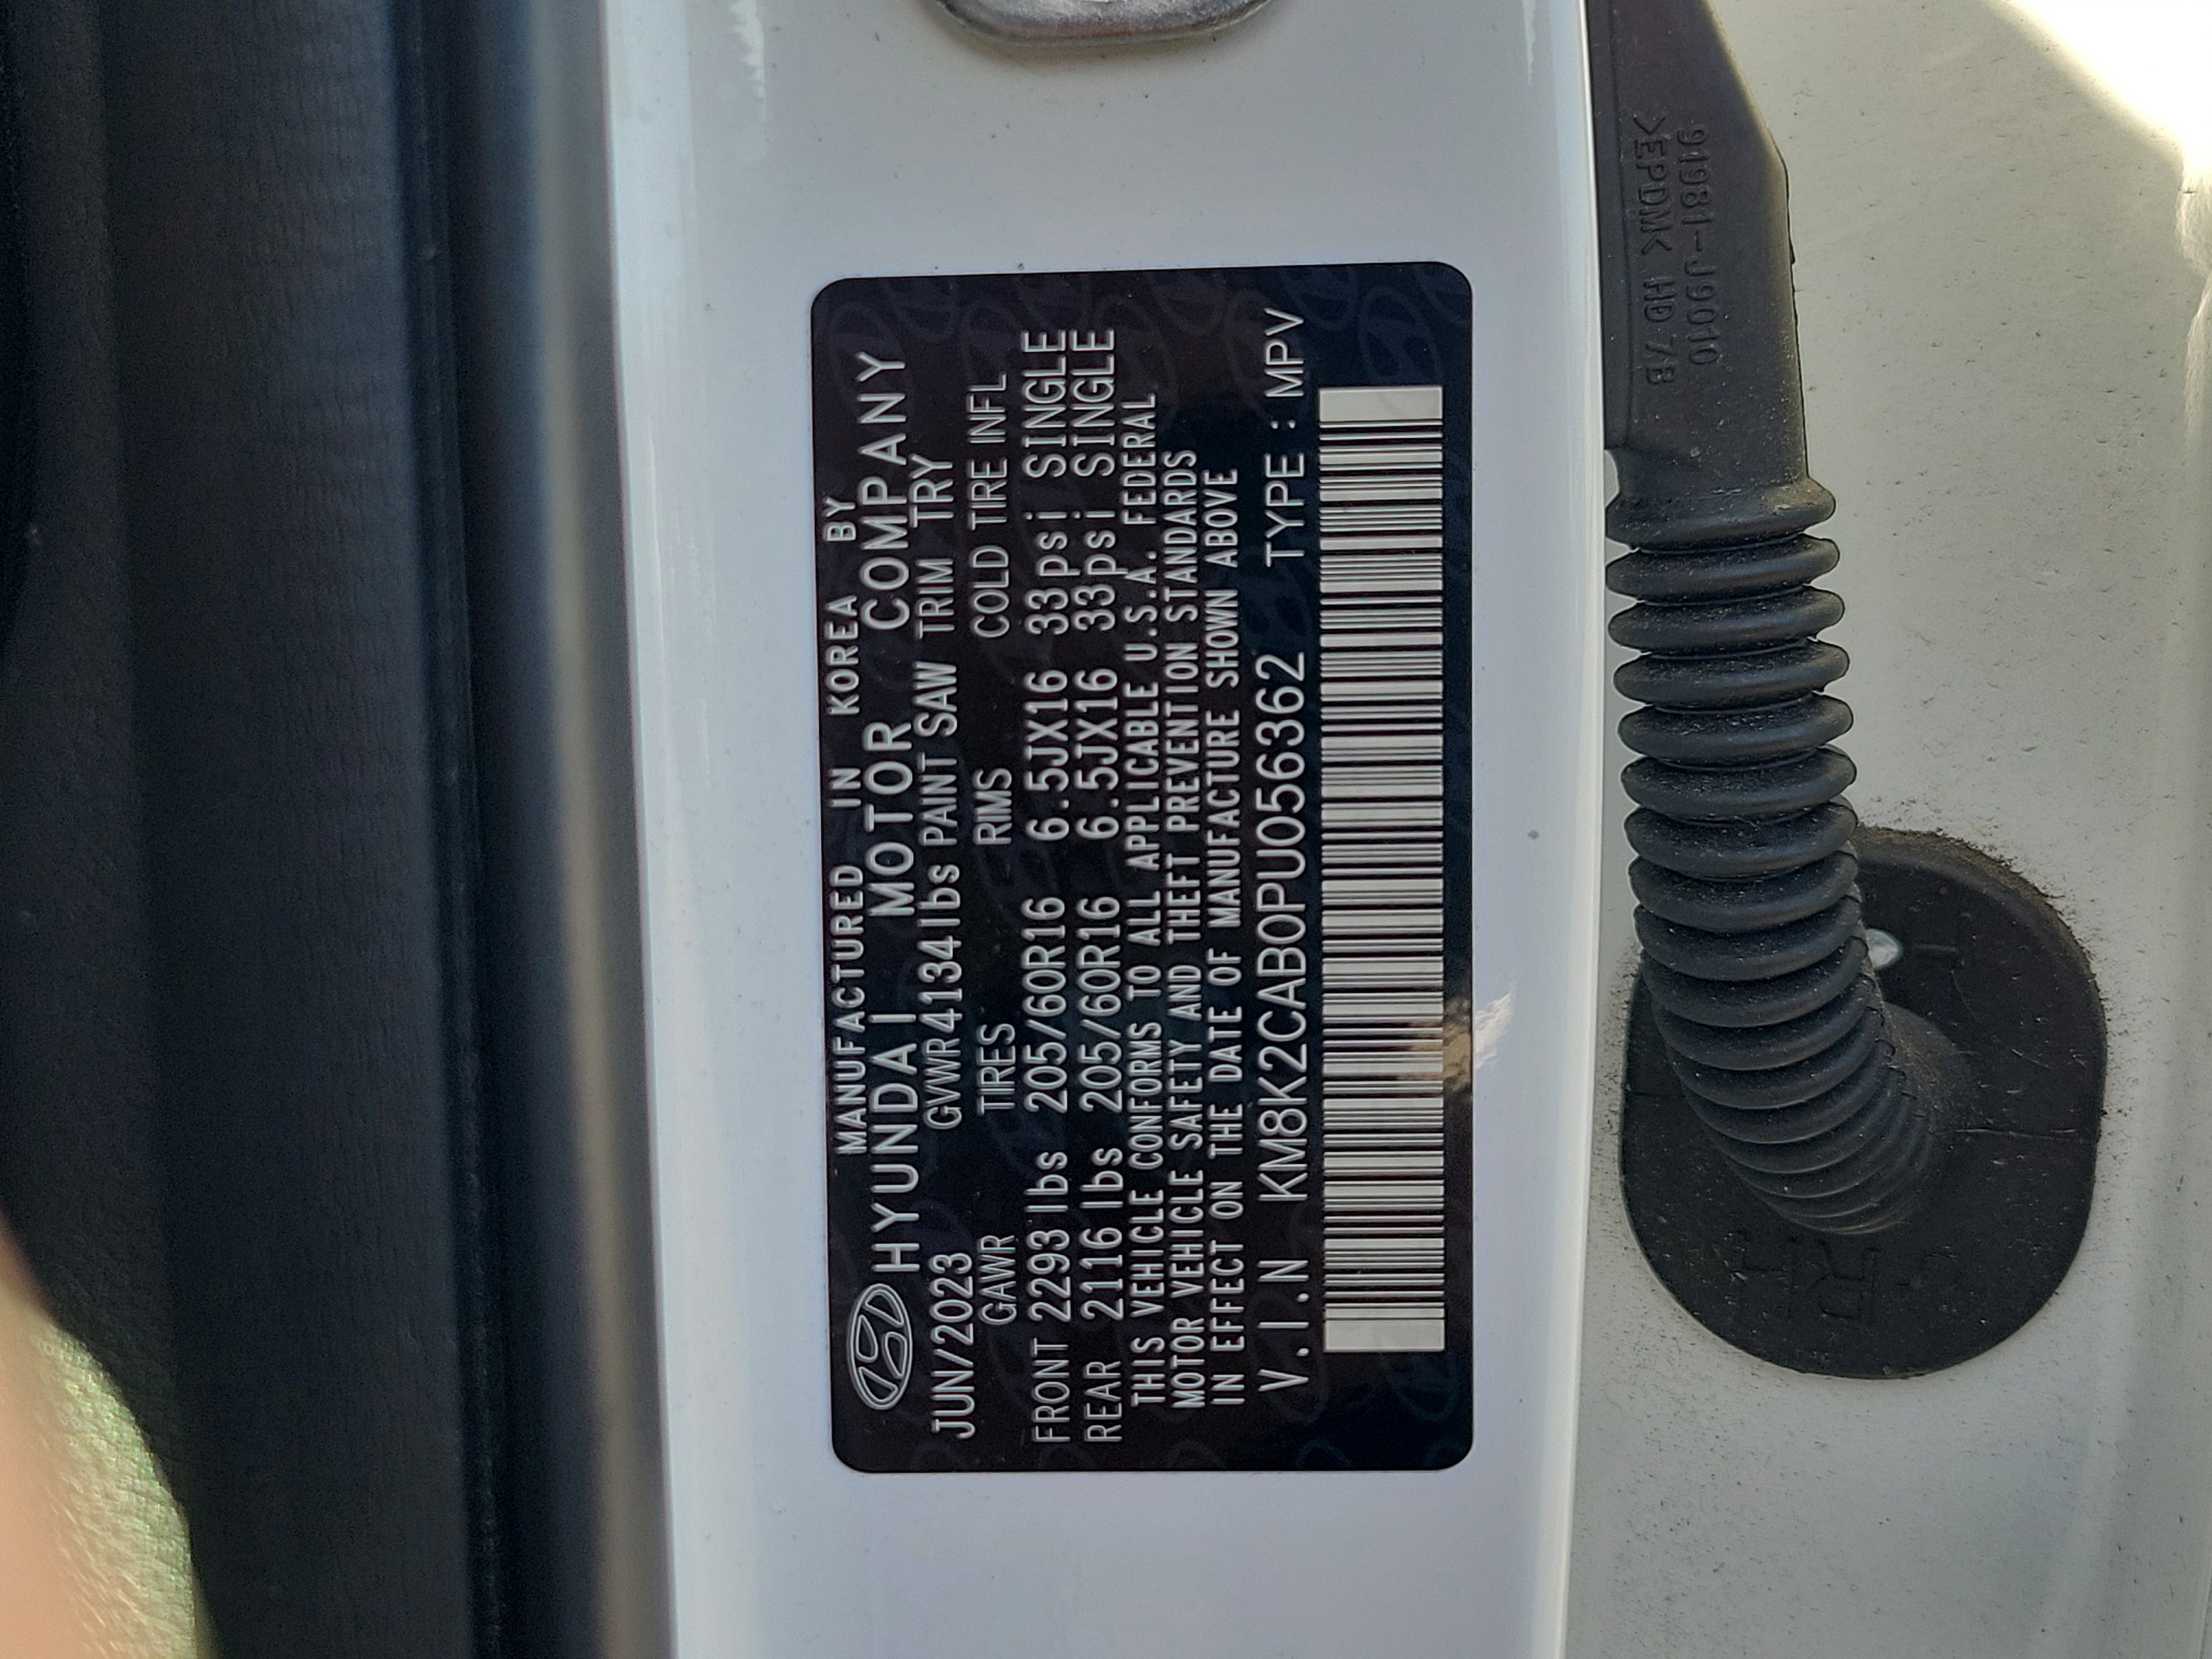 MANUFACTURED IN KOREA BY
HYUNDAI MOTOR COMPANY
JUN/2023 GVWR 4134lbs PAINT SAW TRIM TRY
GAWR TIRES RIMS COLD TIRE INFL
FRONT 2293 lbs 205/60R16 6.5JX16 33psi SINGLE
REAR 2116 lbs 205/60R16 6.5JX16 33psi SINGLE
THIS VEHICLE CONFORMS TO ALL APPLICABLE U.S.A. FEDERAL
MOTOR VEHICLE SAFETY AND THEFT PREVENTION STANDARDS
IN EFFECT ON THE DATE OF MANUFACTURE SHOWN ABOVE
V.I.N KM8K2CAB0PU056362 TYPE : MPV
91981-J9010
>EPDM< HD 7B